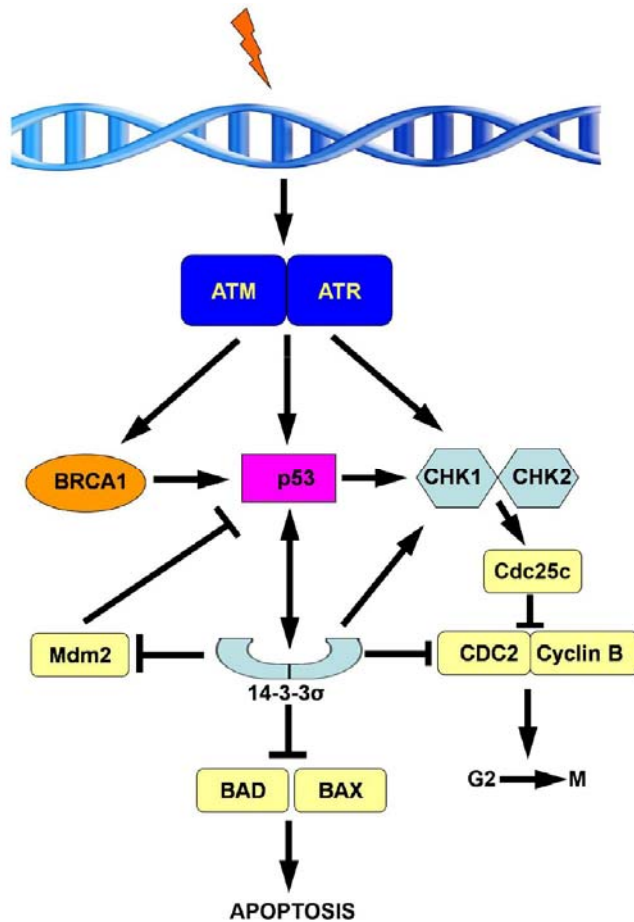 ATM ATR
BRCA1 p53 CHK1 CHK2
Cdc25c
Mdm2 CDC2 Cyclin B
14-3-3σ
BAD BAX G2 M
APOPTOSIS